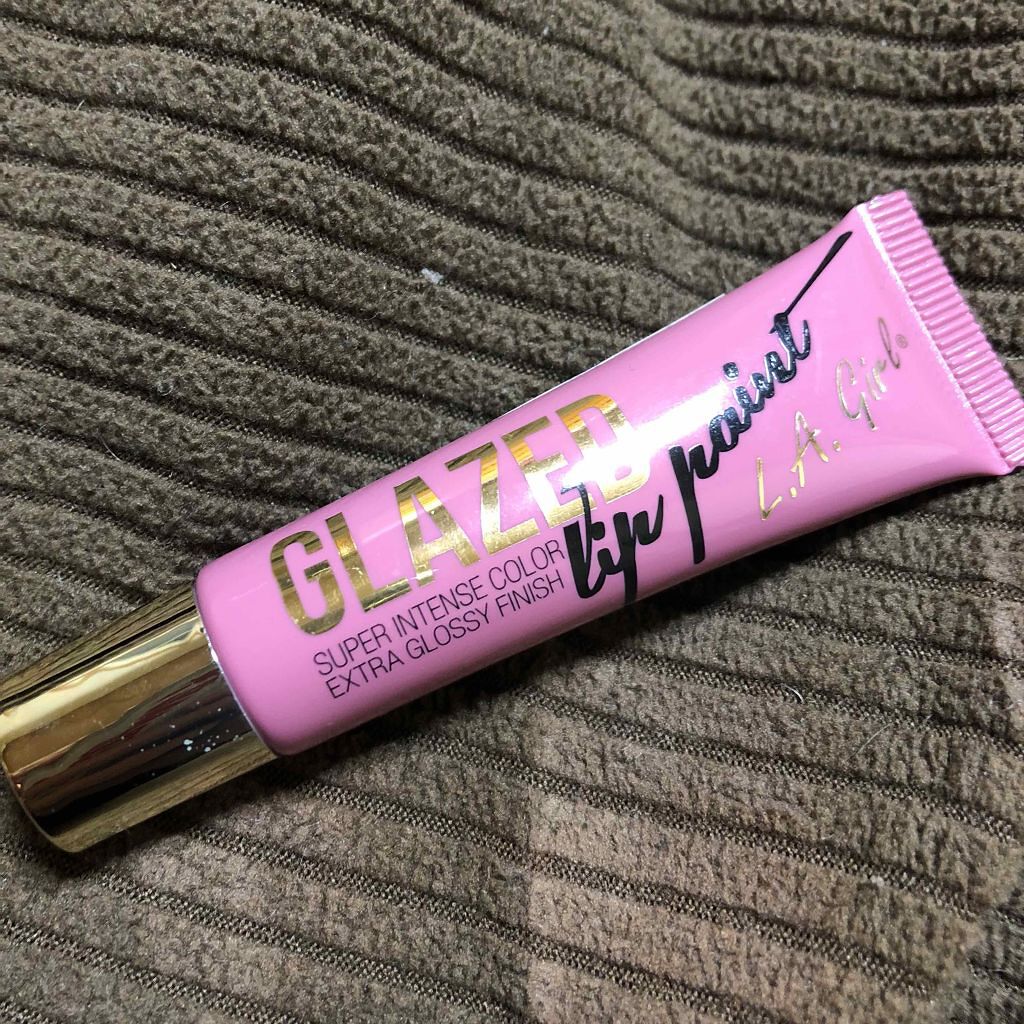 GLAZED
lip paint
SUPER INTENSE COLOR
EXTRA GLOSSY FINISH
L.A. Girl®